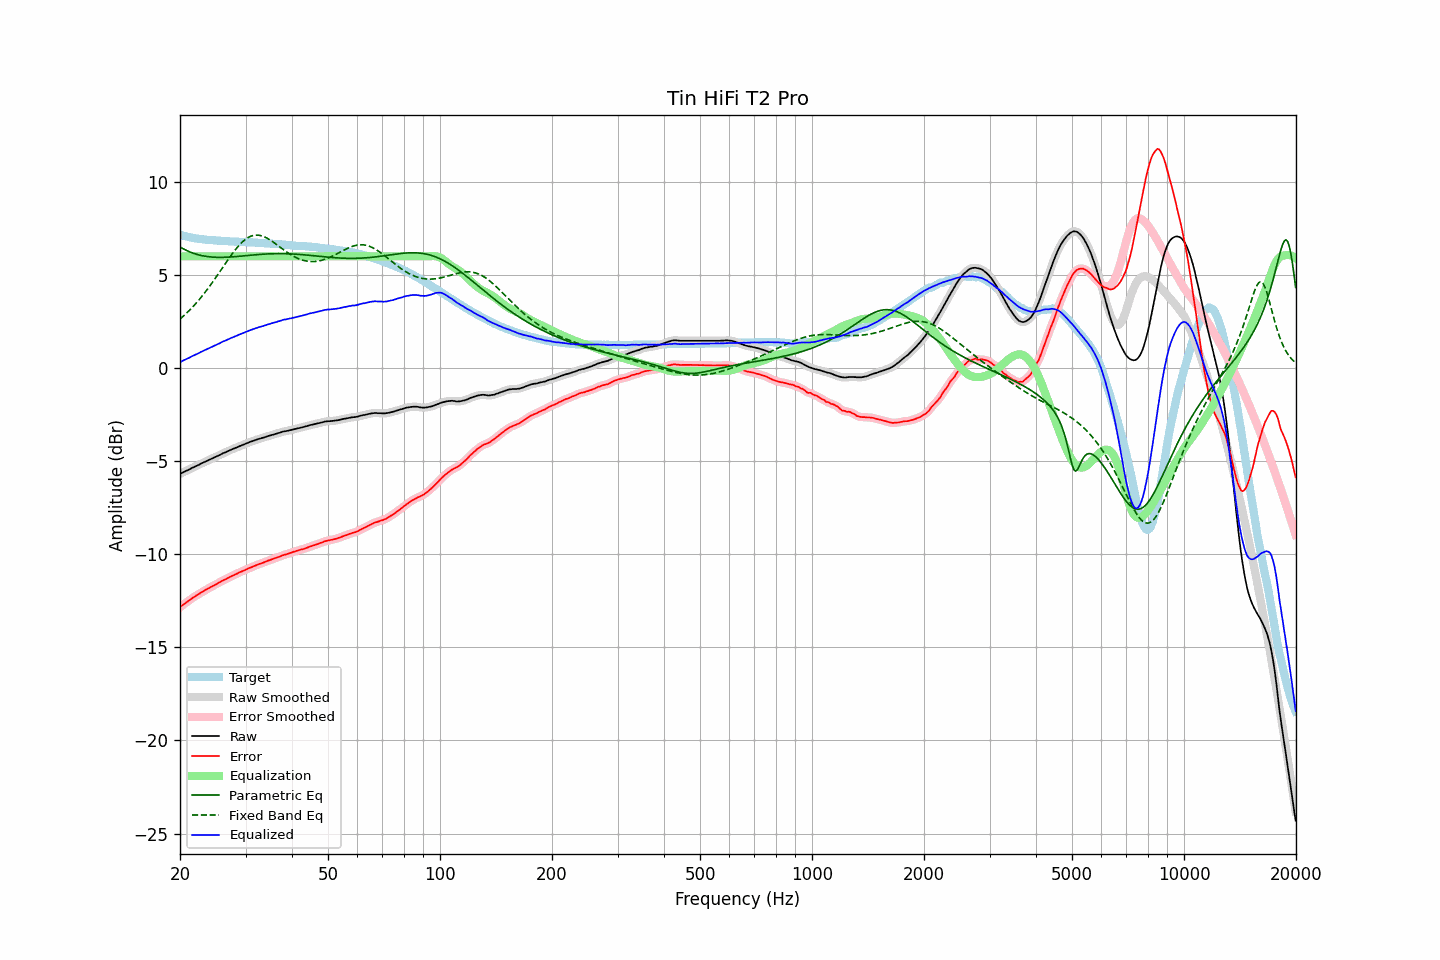 Tin HiFi T2 Pro
Amplitude (dBr)
10
5
0
−5
−10
−15
−20
−25
Target
Raw Smoothed
Error Smoothed
Raw
Error
Equalization
Parametric Eq
Fixed Band Eq
Equalized
20 50 100 200 500 1000 2000 5000 10000 20000
Frequency (Hz)